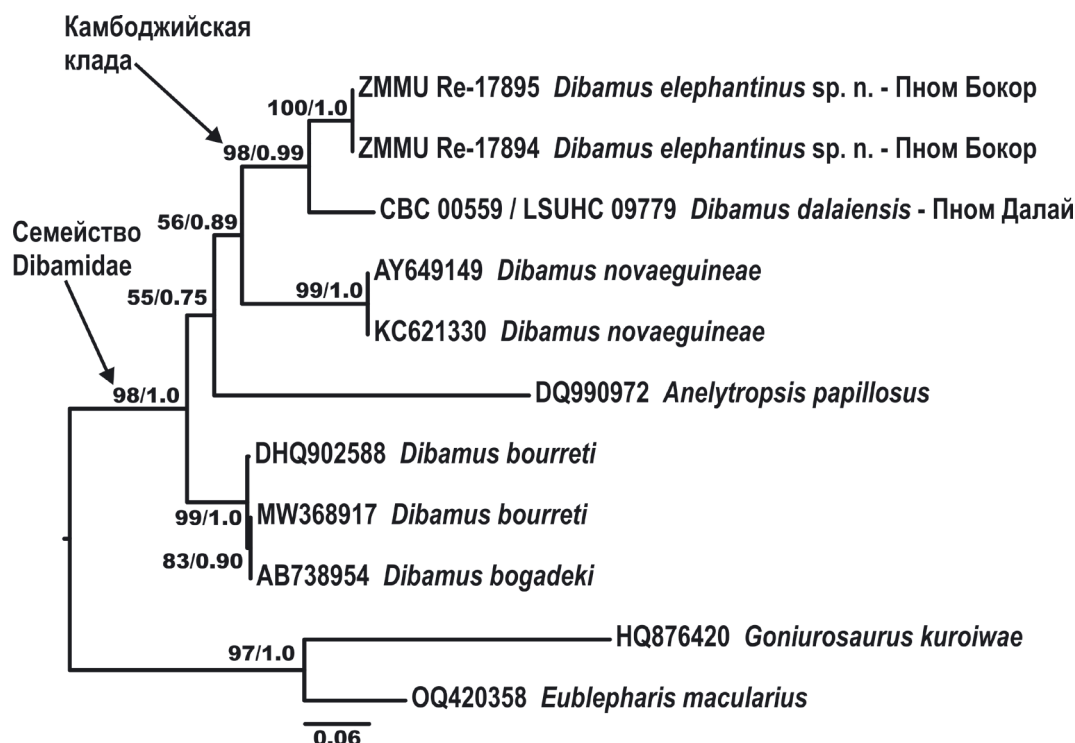 Камбоджийская
клада
ZMMU Re-17895 Dibamus elephantinus sp. n. - Пном Бокор
100/1.0
ZMMU Re-17894 Dibamus elephantinus sp. n. - Пном Бокор
98/0.99
CBC 00559 / LSUHC 09779 Dibamus dalaiensis - Пном Далай
56/0.89
Семейство
Dibamidae
AY649149 Dibamus novaeguineae
99/1.0
55/0.75
KC621330 Dibamus novaeguineae
98/1.0
DQ990972 Anelytropsis papillosus
DHQ902588 Dibamus bourreti
99/1.0
MW368917 Dibamus bourreti
83/0.90
AB738954 Dibamus bogadeki
HQ876420 Goniurosaurus kuroiwae
97/1.0
OQ420358 Eublepharis macularius
0.06